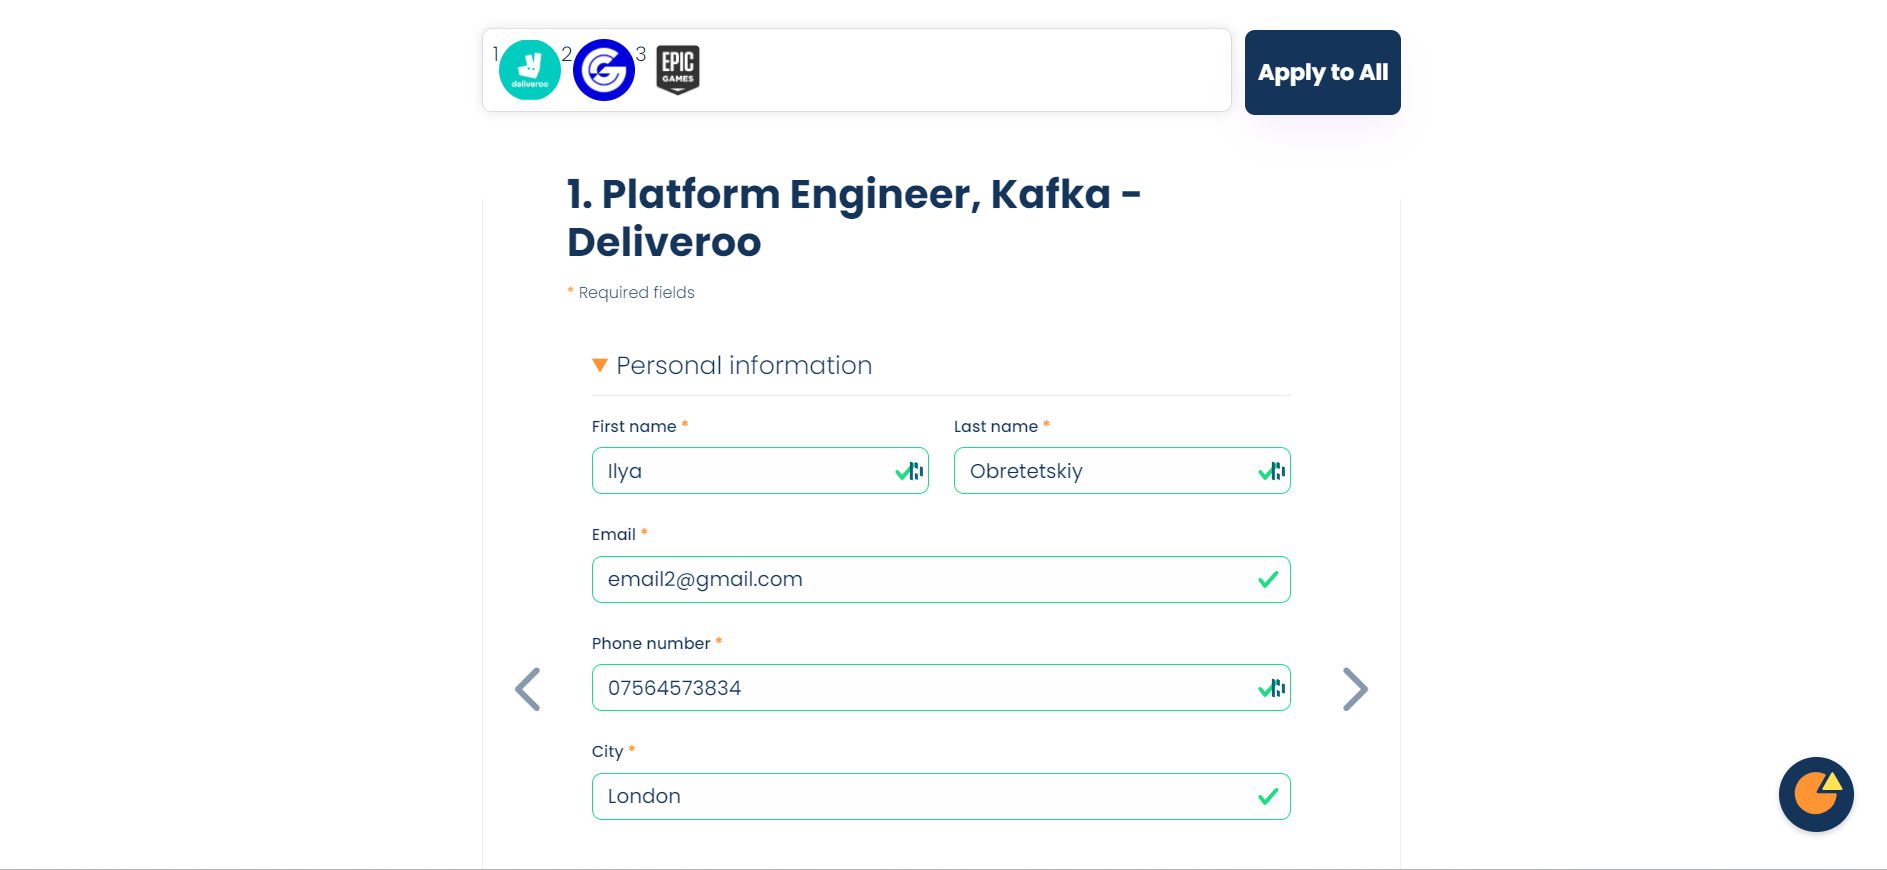 1 deliveroo 2 3 EPIC GAMES
Apply to All
1. Platform Engineer, Kafka -
Deliveroo
* Required fields
Personal information
First name * Last name *
Ilya Obretetskiy
Email *
email2@gmail.com
Phone number *
07564573834
City *
London